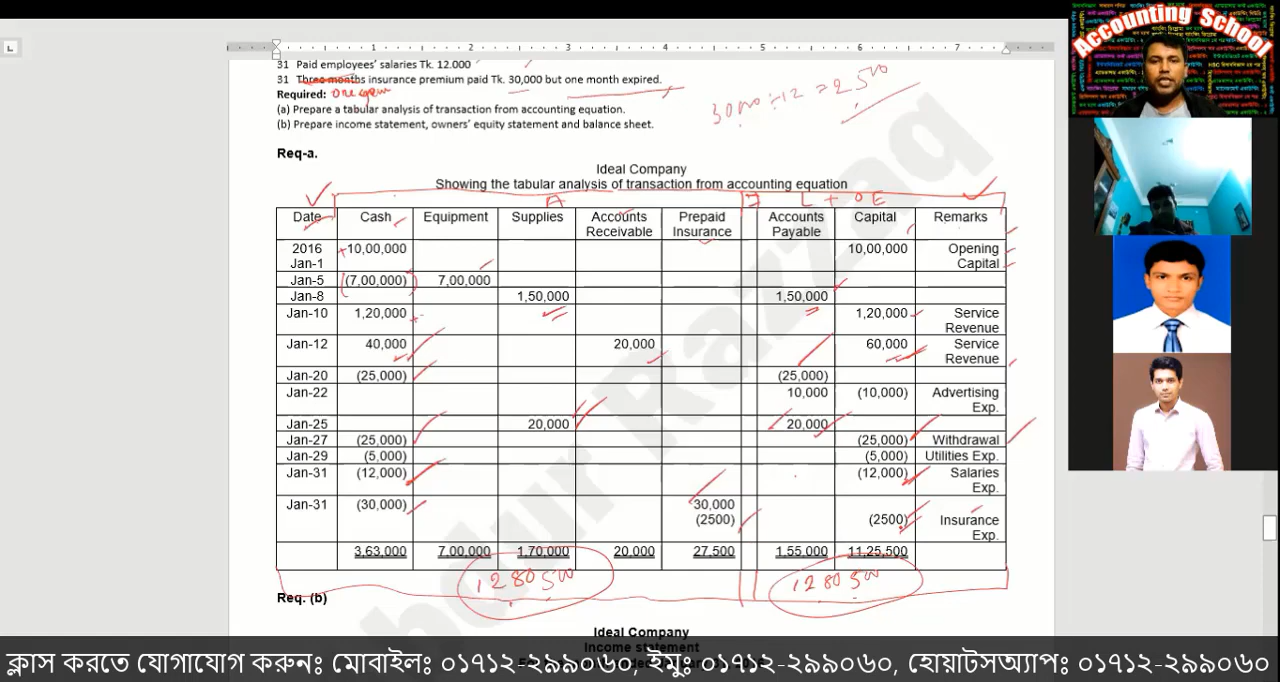 Accounting School
31 Paid employees' salaries Tk. 12.000
31 Three months insurance premium paid Tk. 30,000 but one month expired.
Required: One year
30000 ÷ 12 = 2500
(a) Prepare a tabular analysis of transaction from accounting equation.
(b) Prepare income statement, owners' equity statement and balance sheet.
Req-a.
Ideal Company
Showing the tabular analysis of transaction from accounting equation
A = L + OE
Date Cash Equipment Supplies Accounts Receivable Prepaid Insurance Accounts Payable Capital Remarks
2016 Jan-1 +10,00,000 10,00,000 Opening Capital
Jan-5 (7,00,000) 7,00,000
Jan-8 1,50,000 1,50,000
Jan-10 1,20,000 + 1,20,000 Service Revenue
Jan-12 40,000 20,000 60,000 Service Revenue
Jan-20 (25,000) (25,000)
Jan-22 10,000 (10,000) Advertising Exp.
Jan-25 20,000 20,000
Jan-27 (25,000) (25,000) Withdrawal
Jan-29 (5,000) (5,000) Utilities Exp.
Jan-31 (12,000) (12,000) Salaries Exp.
Jan-31 (30,000) 30,000
(2500) (2500) Insurance Exp.
3,63,000 7,00,000 1,70,000 20,000 27,500 1,55,000 11,25,500
1280500 1280500
Req. (b)
Ideal Company
Income statement
ক্লাস করতে যোগাযোগ করুনঃ মোবাইলঃ ০১৭১২-২৯৯০৬০, ইমুঃ ০১৭১২-২৯৯০৬০, হোয়াটসঅ্যাপঃ ০১৭১২-২৯৯০৬০